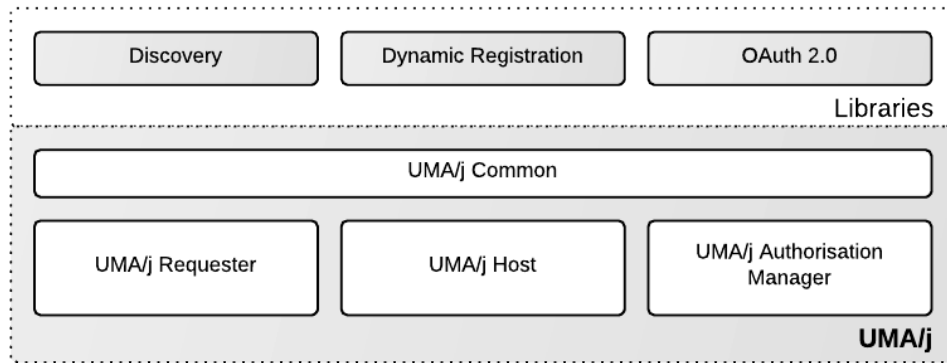 Discovery
Dynamic Registration
OAuth 2.0
Libraries
UMA/j Common
UMA/j Requester
UMA/j Host
UMA/j Authorisation
Manager
UMA/j